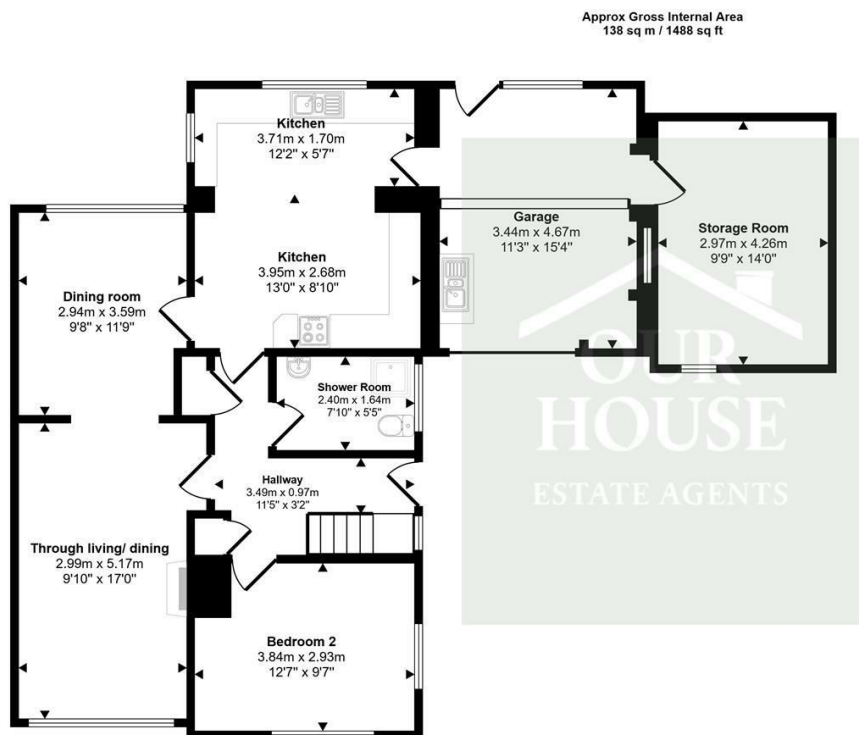 Approx Gross Internal Area
138 sq m / 1488 sq ft
Kitchen
3.71m x 1.70m
12'2" x 5'7"
Kitchen
3.95m x 2.68m
13'0" x 8'10"
Garage
3.44m x 4.67m
11'3" x 15'4"
Storage Room
2.97m x 4.26m
9'9" x 14'0"
Dining room
2.94m x 3.59m
9'8" x 11'9"
Shower Room
2.40m x 1.64m
7'10" x 5'5"
Hallway
3.49m x 0.97m
11'5" x 3'2"
Through living/ dining
2.99m x 5.17m
9'10" x 17'0"
Bedroom 2
3.84m x 2.93m
12'7" x 9'7"
OUR
HOUSE
ESTATE AGENTS